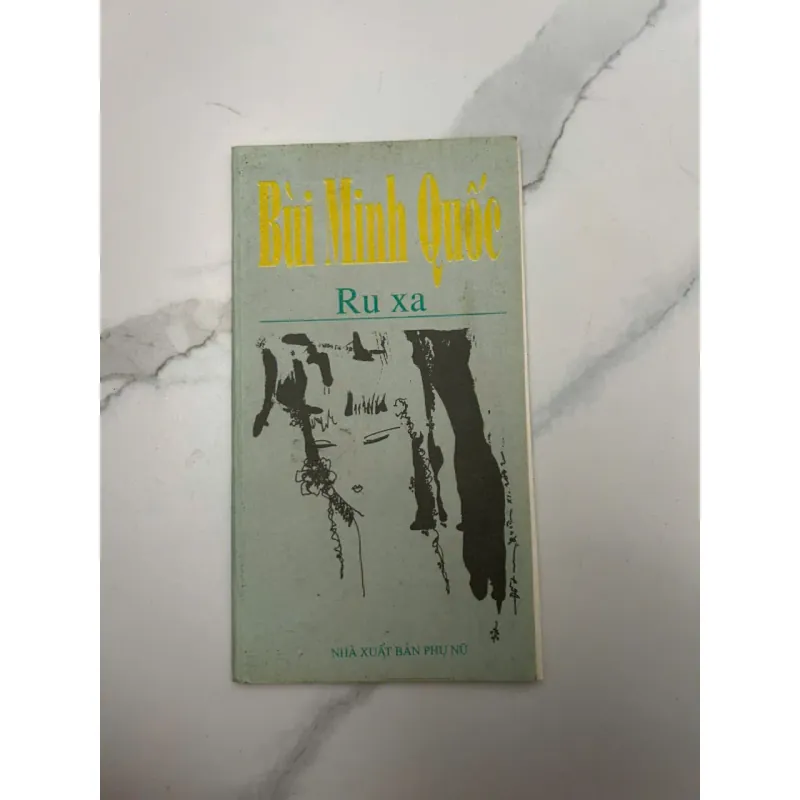 Bùi Minh Quốc
Ru xa
NHÀ XUẤT BẢN PHỤ NỮ